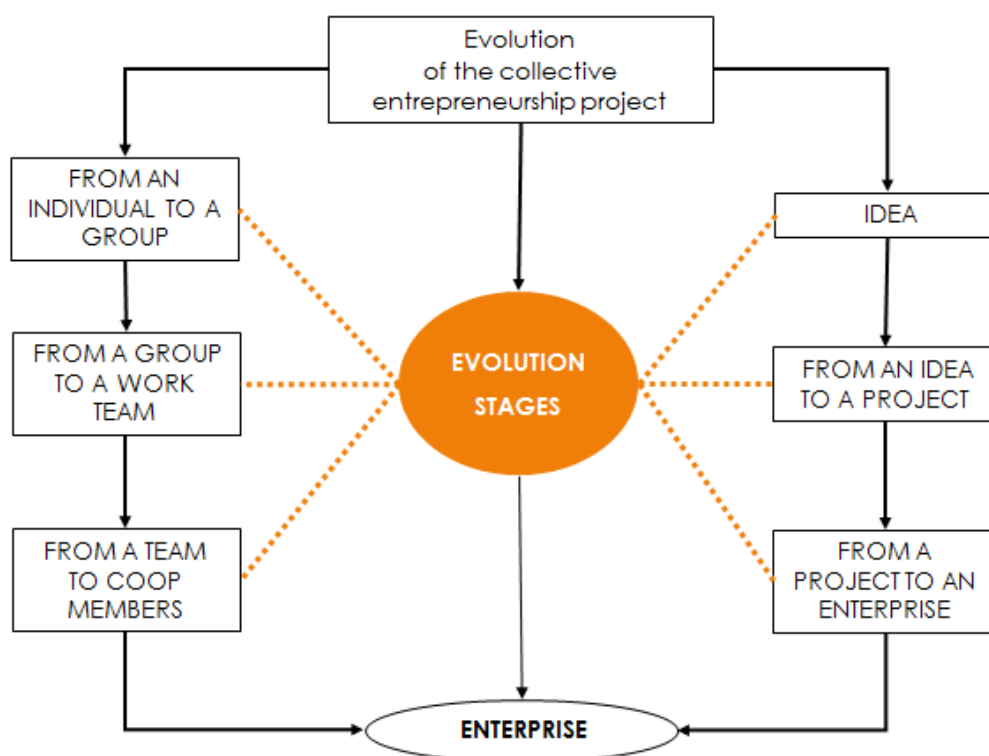 Evolution
of the collective
entrepreneurship project
FROM AN
INDIVIDUAL TO A
GROUP
IDEA
EVOLUTION
STAGES
FROM A GROUP
TO A WORK
TEAM
FROM AN IDEA
TO A PROJECT
FROM A TEAM
TO COOP
MEMBERS
FROM A
PROJECT TO AN
ENTERPRISE
ENTERPRISE